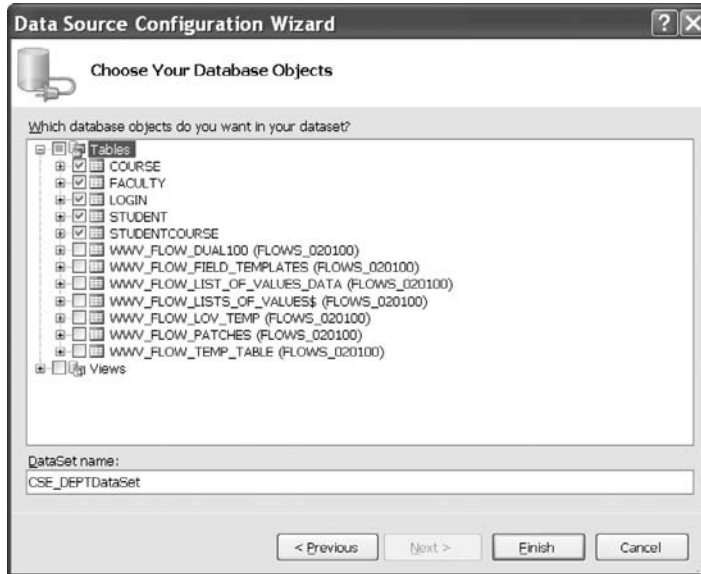 Data Source Configuration Wizard
Choose Your Database Objects
Which database objects do you want in your dataset?
Tables
COURSE
FACULTY
LOGIN
STUDENT
STUDENTCOURSE
WWV_FLOW_DUAL100 (FLOWS_020100)
WWV_FLOW_FIELD_TEMPLATES (FLOWS_020100)
WWV_FLOW_LIST_OF_VALUES_DATA (FLOWS_020100)
WWV_FLOW_LISTS_OF_VALUES$ (FLOWS_020100)
WWV_FLOW_LOV_TEMP (FLOWS_020100)
WWV_FLOW_PATCHES (FLOWS_020100)
WWV_FLOW_TEMP_TABLE (FLOWS_020100)
Views
DataSet name:
CSE_DEPTDataSet
< Previous Next > Finish Cancel